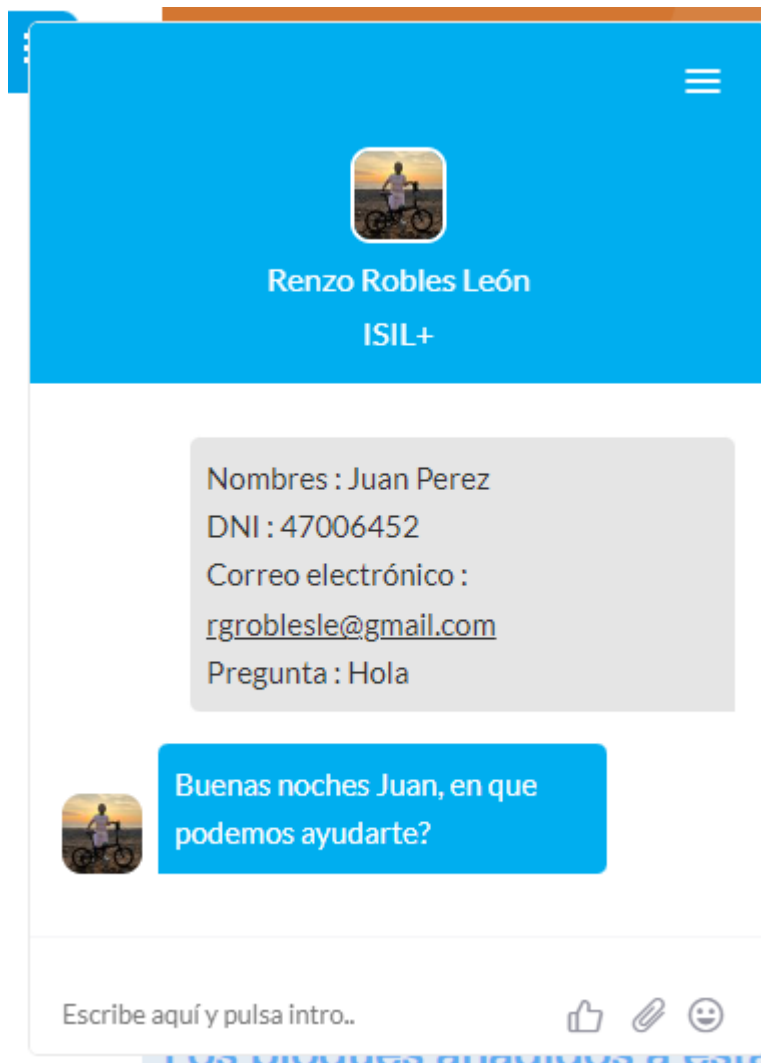 Renzo Robles León
ISIL+
Nombres : Juan Perez
DNI : 47006452
Correo electrónico :
rgroblesle@gmail.com
Pregunta : Hola
Buenas noches Juan, en que
podemos ayudarte?
Escribe aquí y pulsa intro..